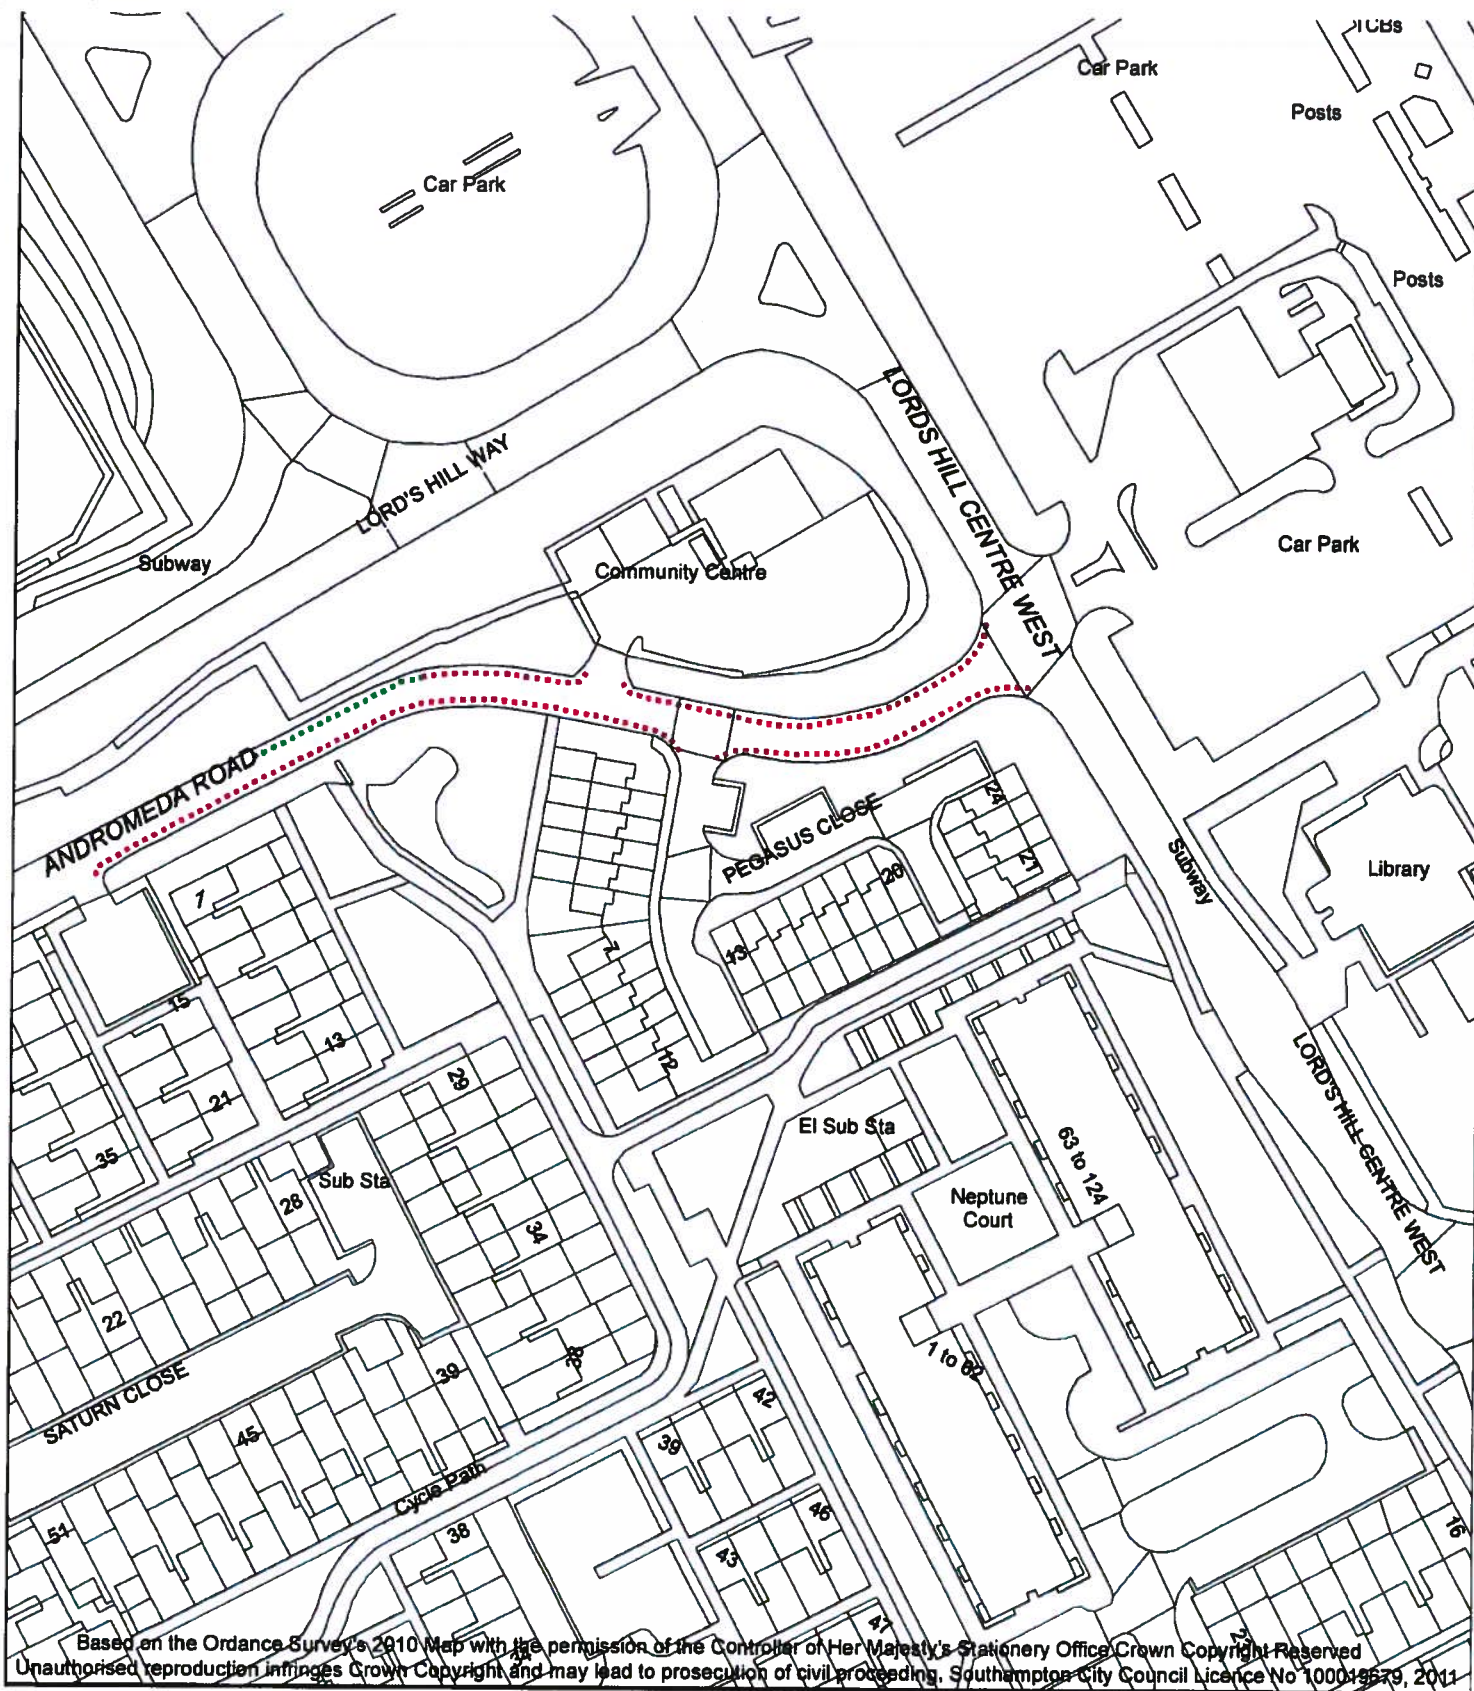 TCBs
Car Park
Posts
Car Park
Posts
LORDS HILL CENTRE WEST
LORD'S HILL WAY
Subway
Community Centre
Car Park
ANDROMEDA ROAD
PEGASUS CLOSE
24
21
20
Subway
Library
1
7
13
15
13
12
29
21
35
El Sub Sta
63 to 124
LORD'S HILL CENTRE WEST
Sub Sta
28
Neptune
Court
34
22
1 to 62
38
39
SATURN CLOSE
42
45
39
Cycle Path
46
51
38
43
16
47
Based on the Ordance Survey's 2010 Map with the permission of the Controller of Her Majesty's Stationery Office Crown Copyright Reserved
Unauthorised reproduction infringes Crown Copyright and may lead to prosecution of civil proceeding, Southampton City Council Licence No 100019679, 2011